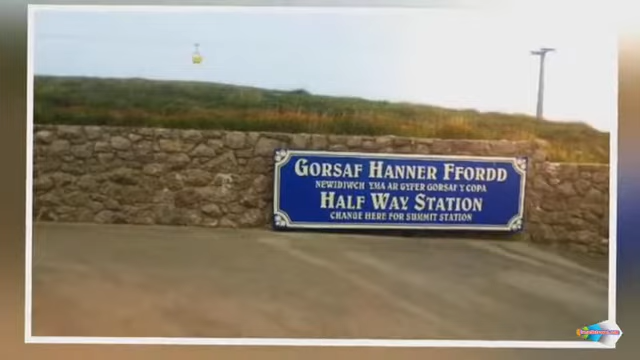 GORSAF HANNER FFORDD
NEWIDIWCH YMA AR GYFER GORSAF Y COPA
HALF WAY STATION
CHANGE HERE FOR SUMMIT STATION